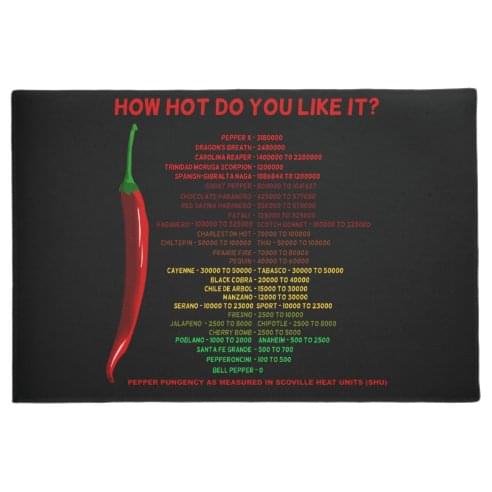 HOW HOT DO YOU LIKE IT?
PEPPER X - 3180000
DRAGON'S BREATH - 2480000
CAROLINA REAPER - 1400000 TO 2200000
TRINIDAD MORUGA SCORPION - 1200000
SPANISH-GIBRALTA NAGA - 1086844 TO 1200000
GHOST PEPPER - 800000 TO 1041427
CHOCOLATE HABANERO - 425000 TO 577000
RED SAVINA HABANERO - 350000 TO 575000
FATALI - 125000 TO 325000
HABANERO - 100000 TO 325000 SCOTCH BONNET - 100000 TO 325000
CHARLESTON HOT - 70000 TO 100000
CHILTEPIN - 50000 TO 100000 THAI - 50000 TO 100000
PRAIRIE FIRE - 70000 TO 80000
PEQUIN - 40000 TO 60000
CAYENNE - 30000 TO 50000 - TABASCO - 30000 TO 50000
BLACK COBRA - 20000 TO 40000
CHILE DE ARBOL - 15000 TO 30000
MANZANO - 12000 TO 30000
SERANO - 10000 TO 23000 SPORT - 10000 TO 23000
FRESNO - 2500 TO 10000
JALAPENO - 2500 TO 8000 CHIPOTLE - 2500 TO 8000
CHERRY BOMB - 2500 TO 5000
POBLANO - 1000 TO 2000 ANAHEIM - 500 TO 2500
SANTA FE GRANDE - 500 TO 700
PEPPERONCINI - 100 TO 500
BELL PEPPER - 0
PEPPER PUNGENCY AS MEASURED IN SCOVILLE HEAT UNITS (SHU)